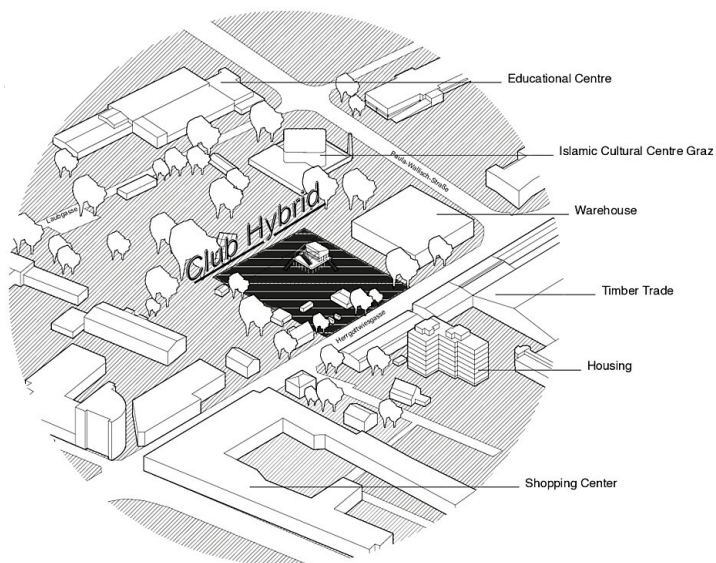 Educational Centre
Islamic Cultural Centre Graz
Paula-Wallisch-Straße
Warehouse
Laubgasse
Club Hybrid
Timber Trade
Herrgottwiesgasse
Housing
Shopping Center